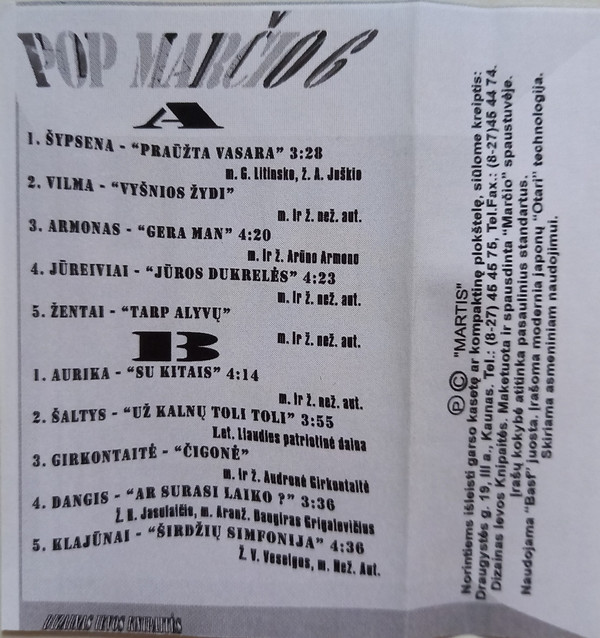 POP MARČIO 6
A
1. ŠYPSENA - “PRAŪŽTA VASARA” 3:28
m. G. Litinsko, ž. A. Juškio
2. VILMA - “VYŠNIOS ŽYDI”
m. ir ž. než. aut.
3. ARMONAS - “GERA MAN” 4:20
m. ir ž. Arūno Armono
4. JŪREIVIAI - “JŪROS DUKRELĖS” 4:23
m. ir ž. než. aut.
5. ŽENTAI - “TARP ALYVŲ”
m. ir ž. než. aut.
B
1. AURIKA - “SU KITAIS” 4:14
m. ir ž. než. aut.
2. ŠALTYS - “UŽ KALNŲ TOLI TOLI” 3:55
Let. liaudies patriotinė daina
3. GIRKONTAITĖ - “ČIGONĖ”
m. ir ž. Audronė Girkontaitė
4. DANGIS - “AR SURASI LAIKO ?” 3:36
Ž. R. Jasulaičio, m. Aranž. Daugiras Grigalovičius
5. KLAJŪNAI - “ŠIRDŽIŲ SIMFONIJA” 4:36
Ž. V. Veselgos, m. Než. Aut.
DIZAINAS IEVOS KNIPAITĖS
Ⓟ © "MARTIS"
Norintiems išleisti garso kasetę ar kompaktinę plokštelę, siūlome kreiptis:
Draugystės g. 19, III a., Kaunas. Tel.: (8-27) 45 45 75, Tel.Fax.: (8-27)45 44 74.
Dizainas Ievos Knipaitės. Maketuota ir spausdinta "Marčio" spaustuvėje.
Įrašų kokybė atitinka pasaulinius standartus.
Naudojama "Basf" juosta. Įrašoma modernia japonų "Otari" technologija.
Skiriama asmeniniam naudojimui.